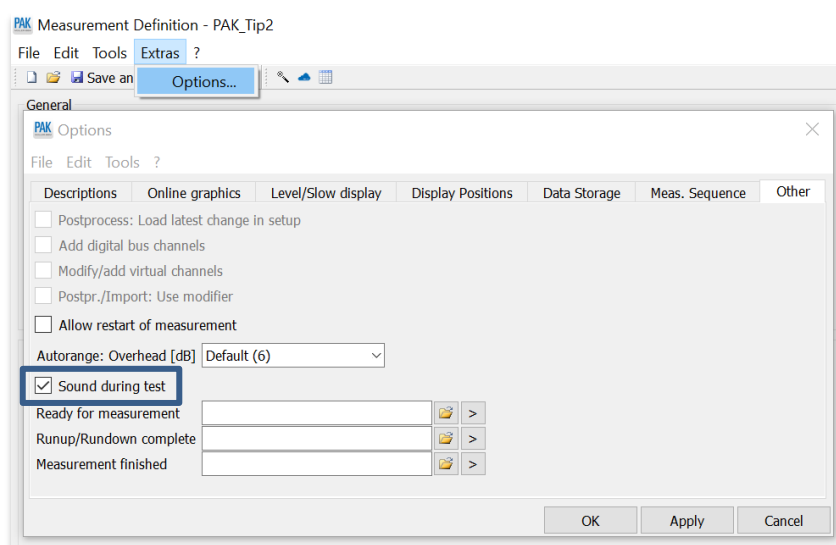 PAK Measurement Definition - PAK_Tip2
File Edit Tools Extras ?
Save an
Options...
General
PAK Options
File Edit Tools ?
Descriptions Online graphics Level/Slow display Display Positions Data Storage Meas. Sequence Other
Postprocess: Load latest change in setup
Add digital bus channels
Modify/add virtual channels
Postpr./Import: Use modifier
Allow restart of measurement
Autorange: Overhead [dB] Default (6)
Sound during test
Ready for measurement >
Runup/Rundown complete >
Measurement finished >
OK Apply Cancel